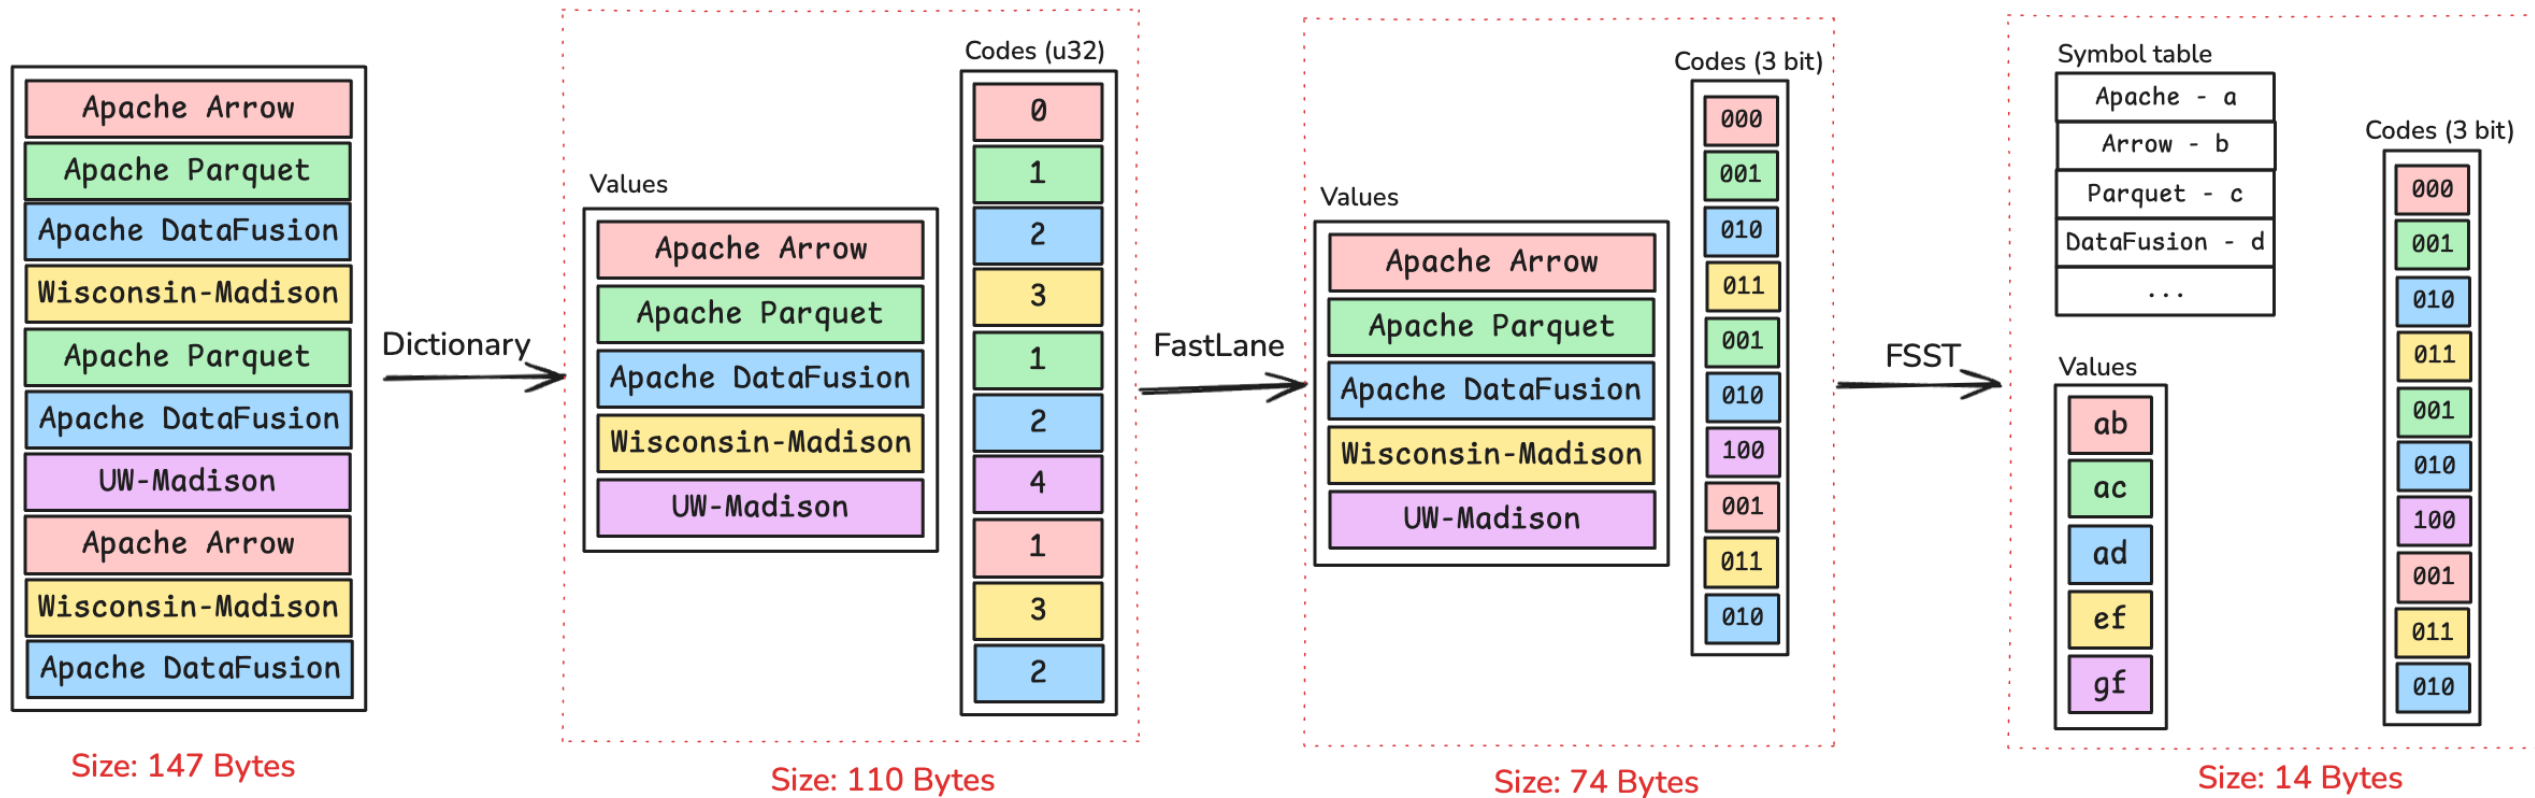 Apache Arrow
Apache Parquet
Apache DataFusion
Wisconsin-Madison
Apache Parquet
Apache DataFusion
UW-Madison
Apache Arrow
Wisconsin-Madison
Apache DataFusion
Size: 147 Bytes
Dictionary
Values
Apache Arrow
Apache Parquet
Apache DataFusion
Wisconsin-Madison
UW-Madison
Codes (u32)
0
1
2
3
1
2
4
1
3
2
Size: 110 Bytes
FastLane
Values
Apache Arrow
Apache Parquet
Apache DataFusion
Wisconsin-Madison
UW-Madison
Codes (3 bit)
000
001
010
011
001
010
100
001
011
010
Size: 74 Bytes
FSST
Symbol table
Apache - a
Arrow - b
Parquet - c
DataFusion - d
...
Values
ab
ac
ad
ef
gf
Codes (3 bit)
000
001
010
011
001
010
100
001
011
010
Size: 14 Bytes